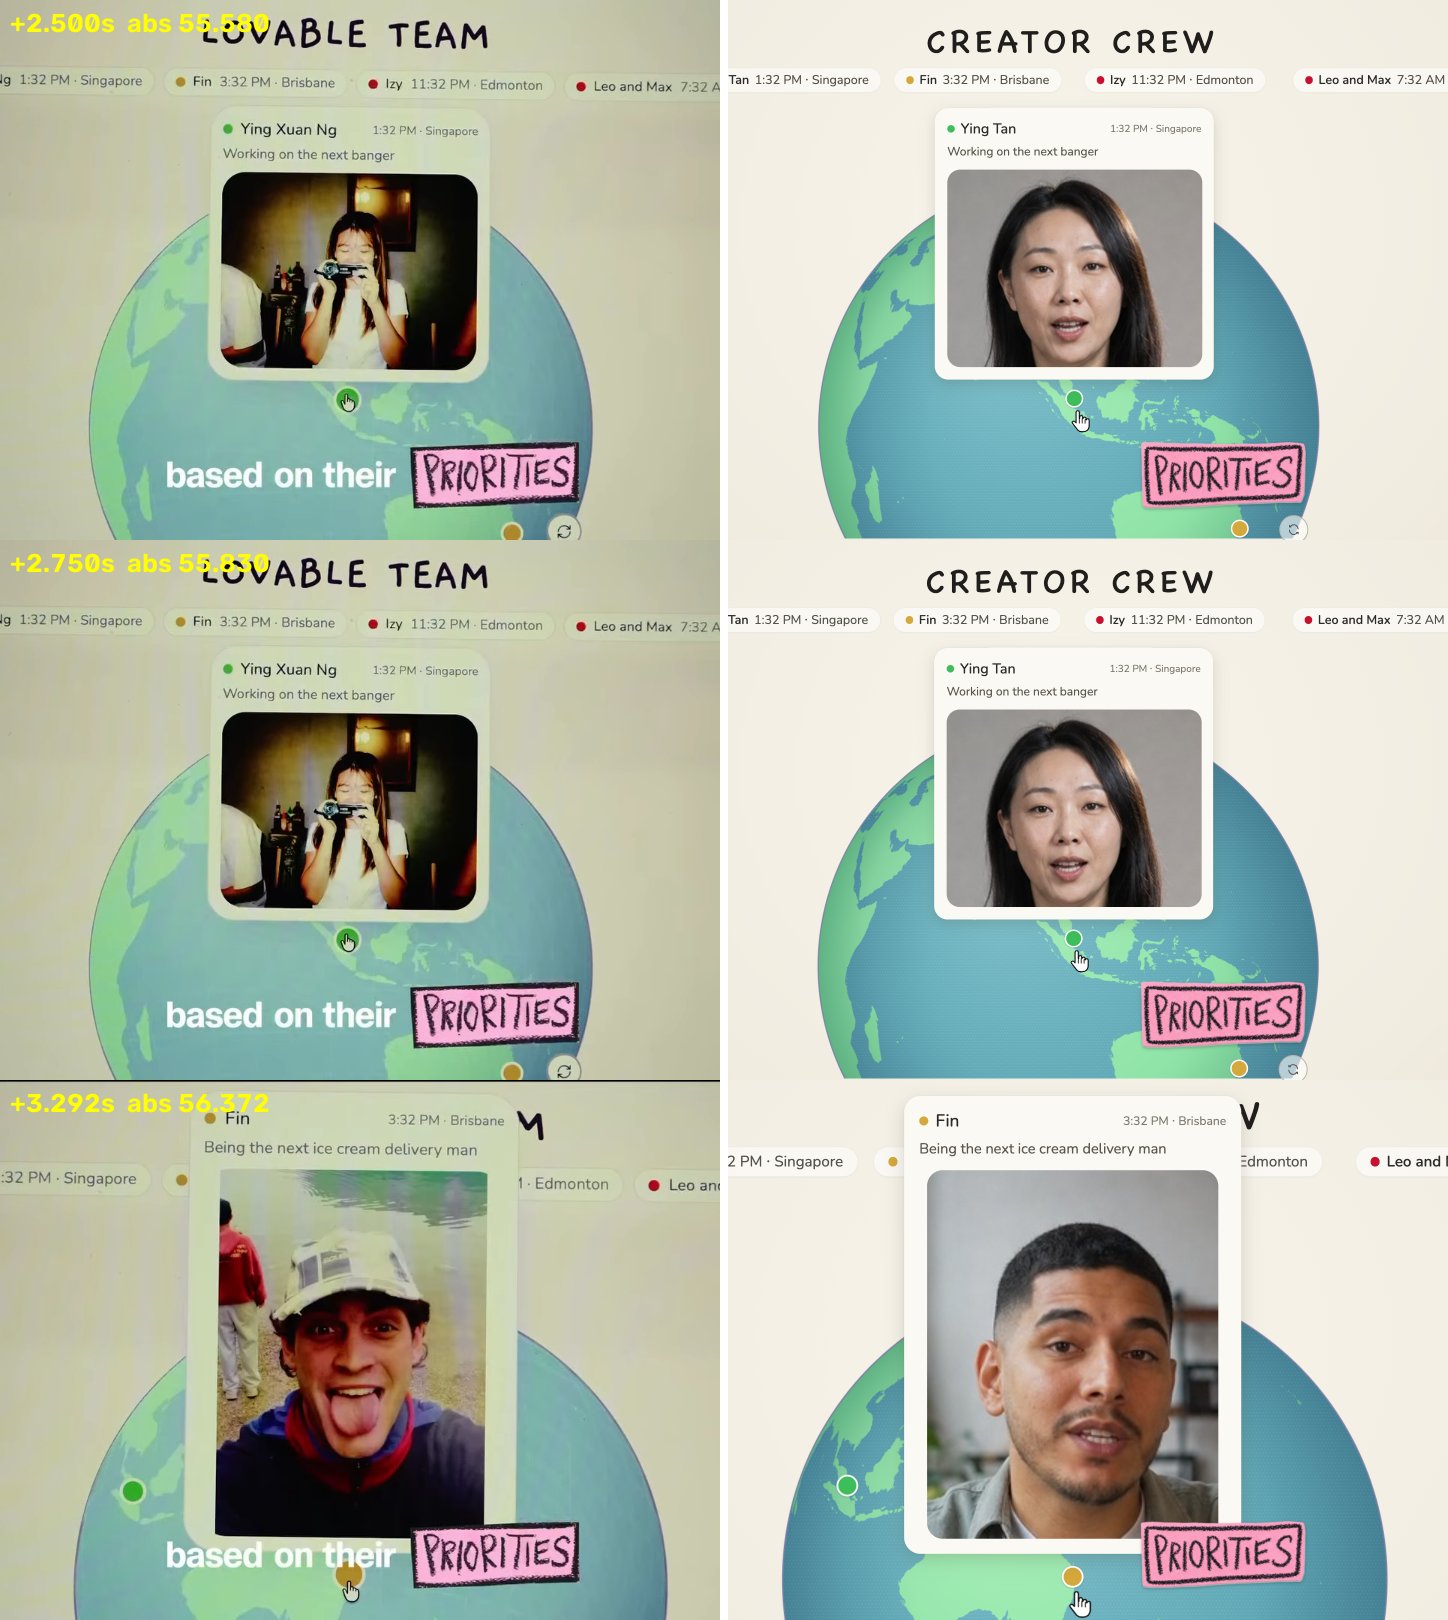 +2.500s abs 55.580
LOVABLE TEAM
Ng 1:32 PM · Singapore
Fin 3:32 PM · Brisbane
Izy 11:32 PM · Edmonton
Leo and Max 7:32 A
Ying Xuan Ng 1:32 PM · Singapore
Working on the next banger
based on their PRIORITIES
CREATOR CREW
Tan 1:32 PM · Singapore
Fin 3:32 PM · Brisbane
Izy 11:32 PM · Edmonton
Leo and Max 7:32 AM
Ying Tan 1:32 PM · Singapore
Working on the next banger
PRIORITIES
+2.750s abs 55.830
LOVABLE TEAM
Ng 1:32 PM · Singapore
Fin 3:32 PM · Brisbane
Izy 11:32 PM · Edmonton
Leo and Max 7:32 A
Ying Xuan Ng 1:32 PM · Singapore
Working on the next banger
based on their PRIORITIES
CREATOR CREW
Tan 1:32 PM · Singapore
Fin 3:32 PM · Brisbane
Izy 11:32 PM · Edmonton
Leo and Max 7:32 AM
Ying Tan 1:32 PM · Singapore
Working on the next banger
PRIORITIES
+3.292s abs 56.372
M
:32 PM · Singapore
M · Edmonton
Leo and
Fin 3:32 PM · Brisbane
Being the next ice cream delivery man
based on their PRIORITIES
W
2 PM · Singapore
Edmonton
Leo and M
Fin 3:32 PM · Brisbane
Being the next ice cream delivery man
PRIORITIES